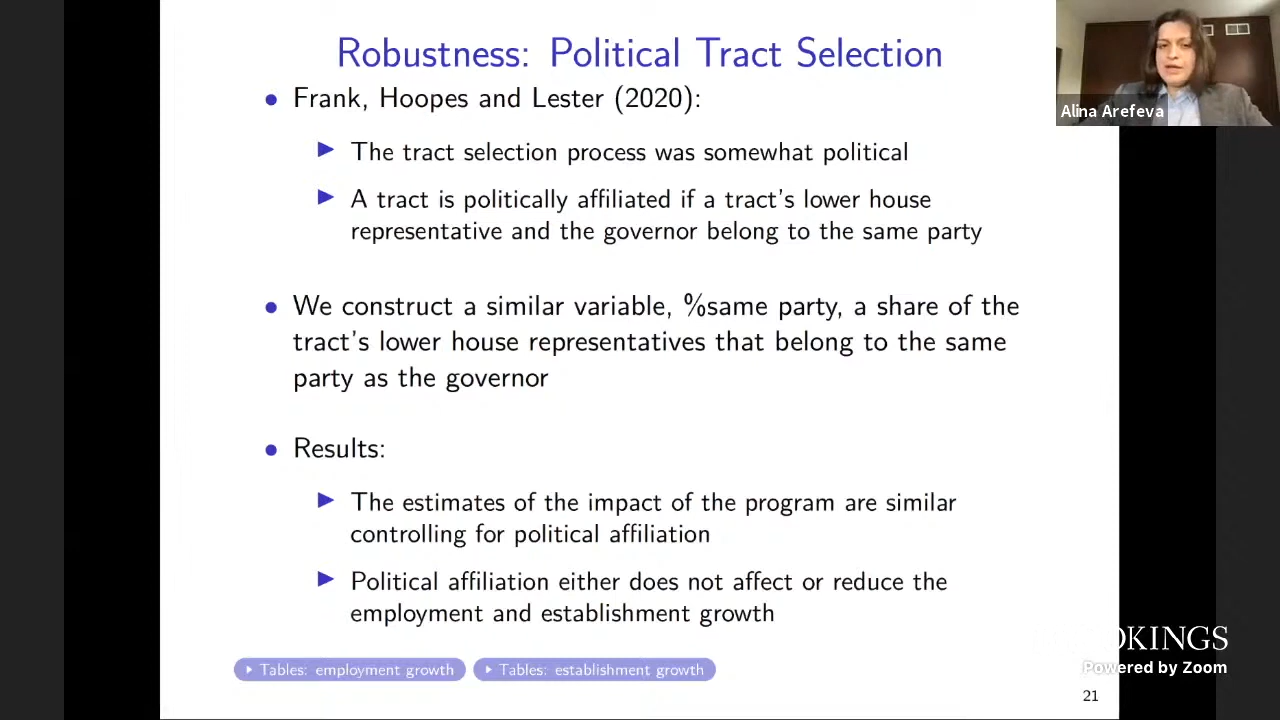 Robustness: Political Tract Selection
Alina Arefeva
• Frank, Hoopes and Lester (2020):
▶ The tract selection process was somewhat political
▶ A tract is politically affiliated if a tract's lower house
representative and the governor belong to the same party
• We construct a similar variable, %same party, a share of the
tract's lower house representatives that belong to the same
party as the governor
• Results:
▶ The estimates of the impact of the program are similar
controlling for political affiliation
▶ Political affiliation either does not affect or reduce the
employment and establishment growth
Tables: employment growth
Tables: establishment growth
OKINGS
Powered by Zoom
21